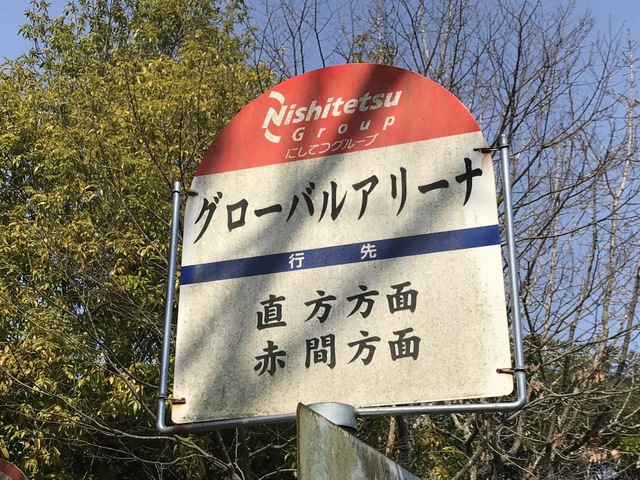 Nishitetsu
Group
にしてつグループ
グローバルアリーナ
行先
直方方面
赤間方面